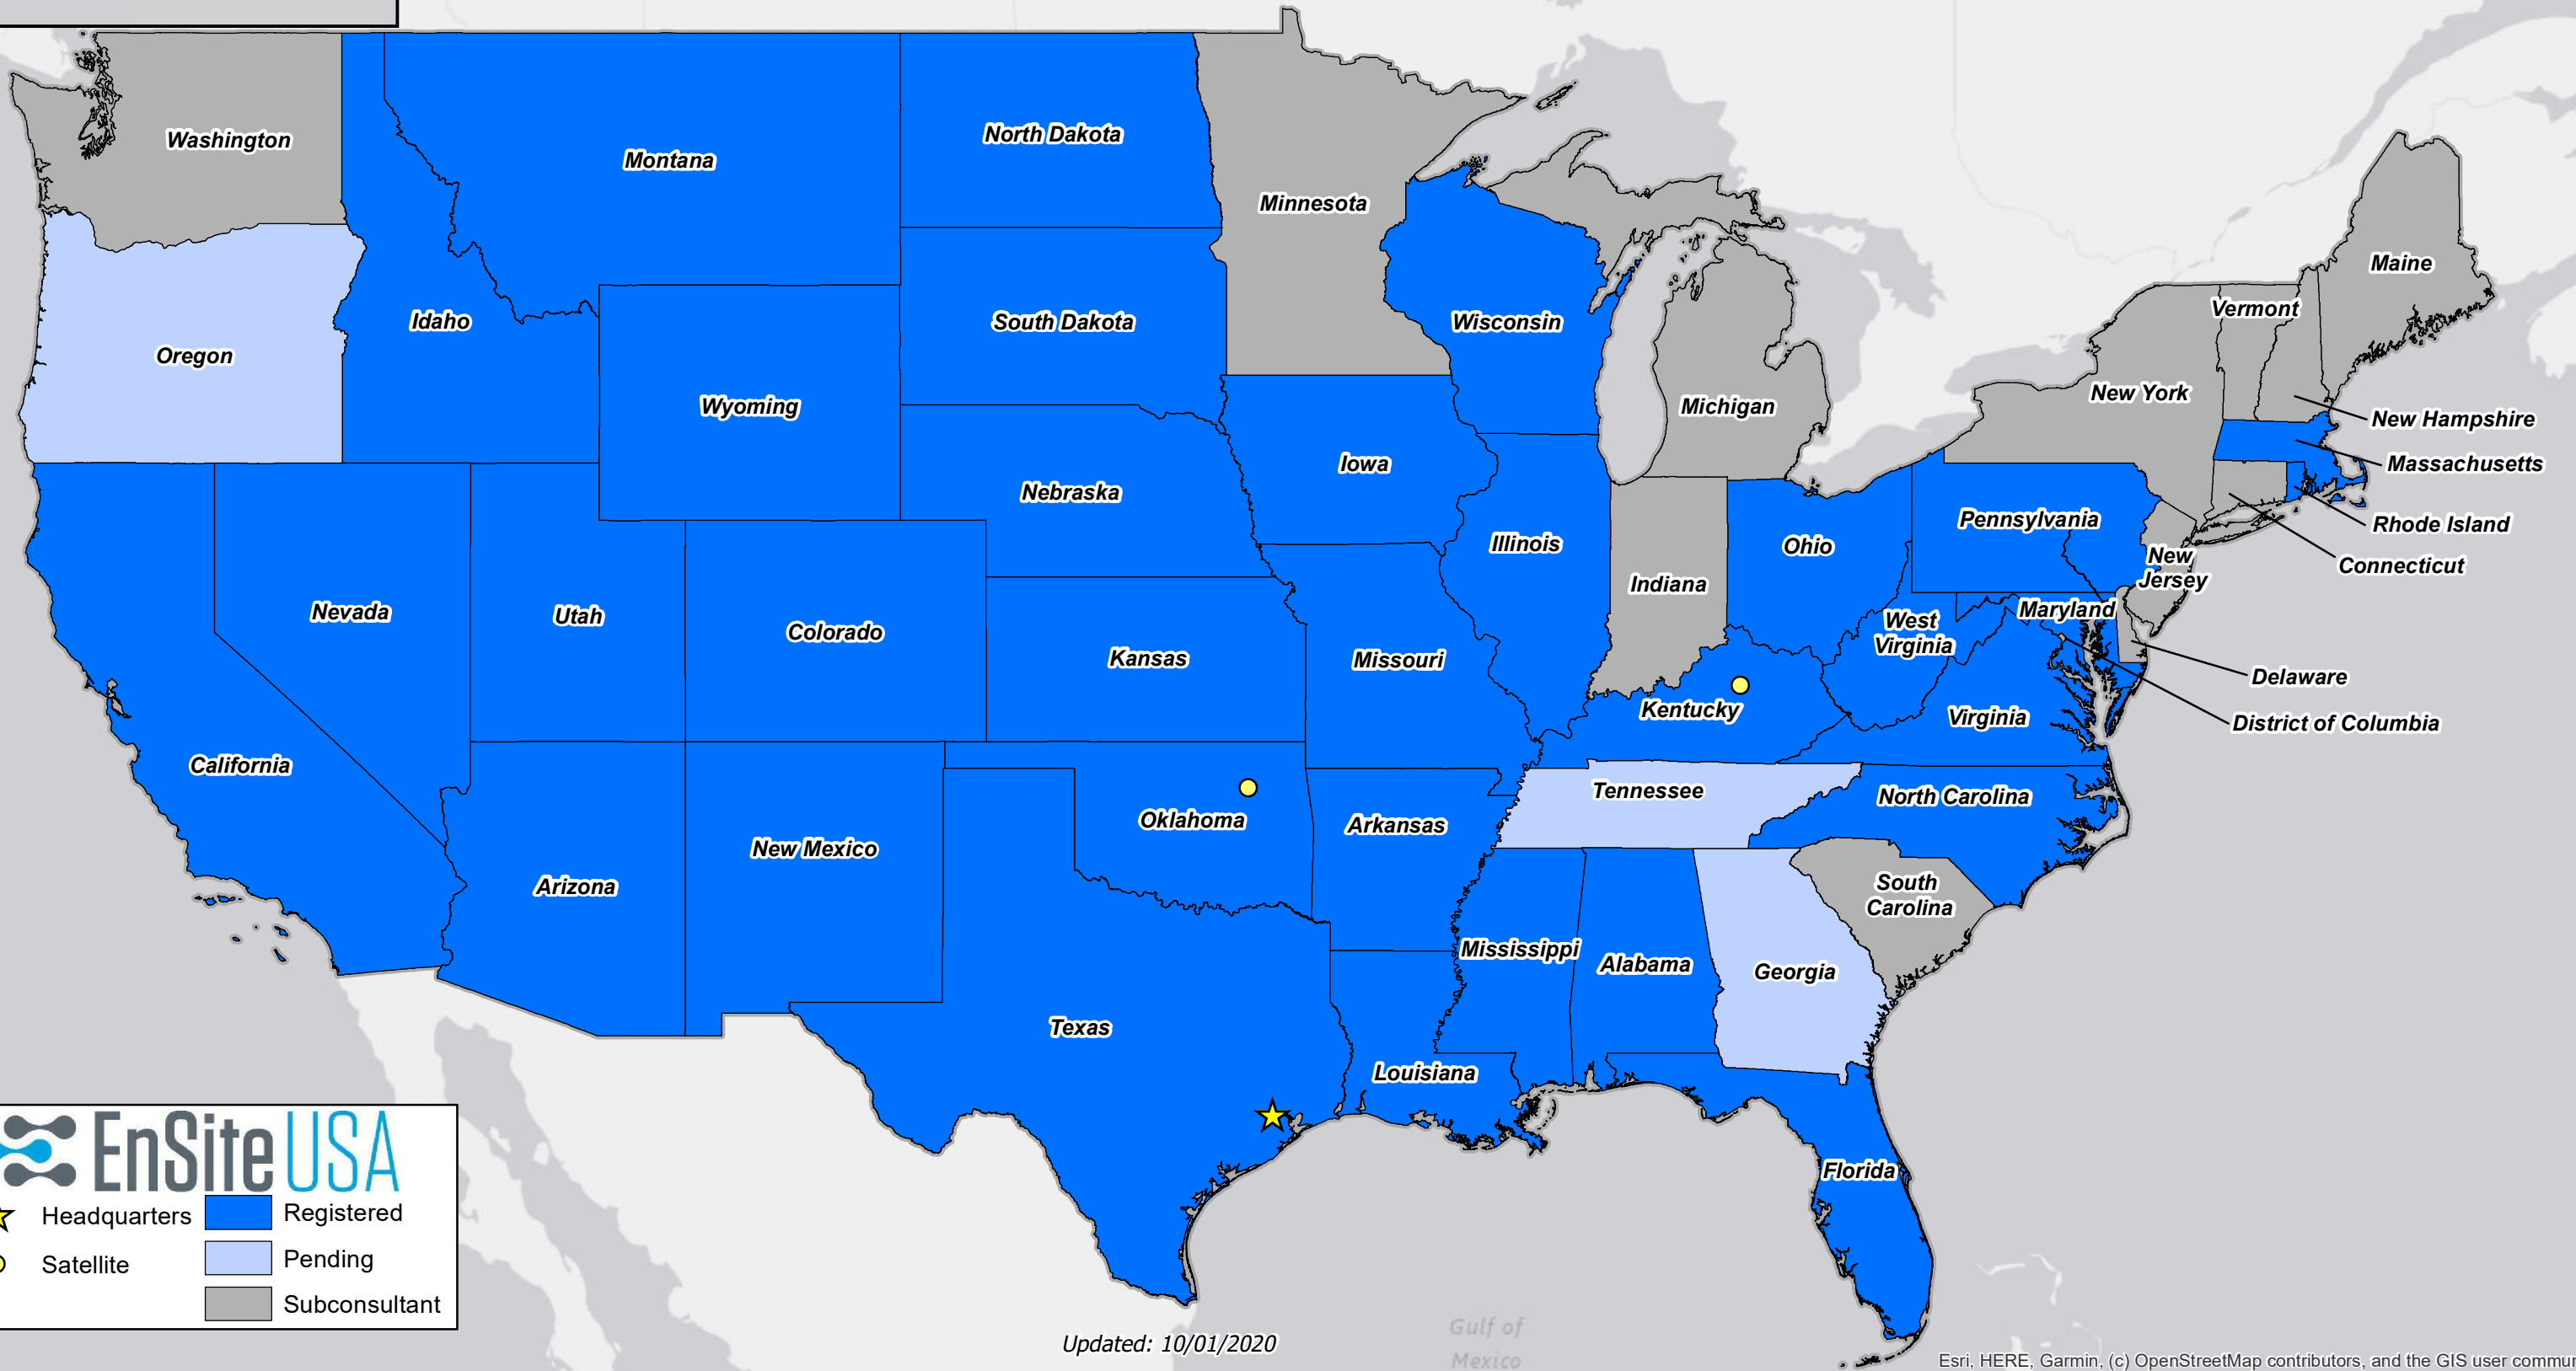 Washington
Montana
North Dakota
Minnesota
Maine
Vermont
Idaho
South Dakota
Wisconsin
Oregon
New York
Wyoming
Michigan
New Hampshire
Iowa
Massachusetts
Nebraska
Pennsylvania
Rhode Island
Illinois
Ohio
New
Jersey
Connecticut
Indiana
Nevada
Utah
Colorado
Maryland
West
Virginia
Kansas
Missouri
Delaware
Kentucky
Virginia
District of Columbia
California
Tennessee
North Carolina
Oklahoma
Arkansas
New Mexico
Arizona
South
Carolina
Mississippi
Alabama
Georgia
Texas
Louisiana
Florida
EnSiteUSA
Headquarters
Registered
Satellite
Pending
Subconsultant
Updated: 10/01/2020
Gulf of
Mexico
Esri, HERE, Garmin, (c) OpenStreetMap contributors, and the GIS user